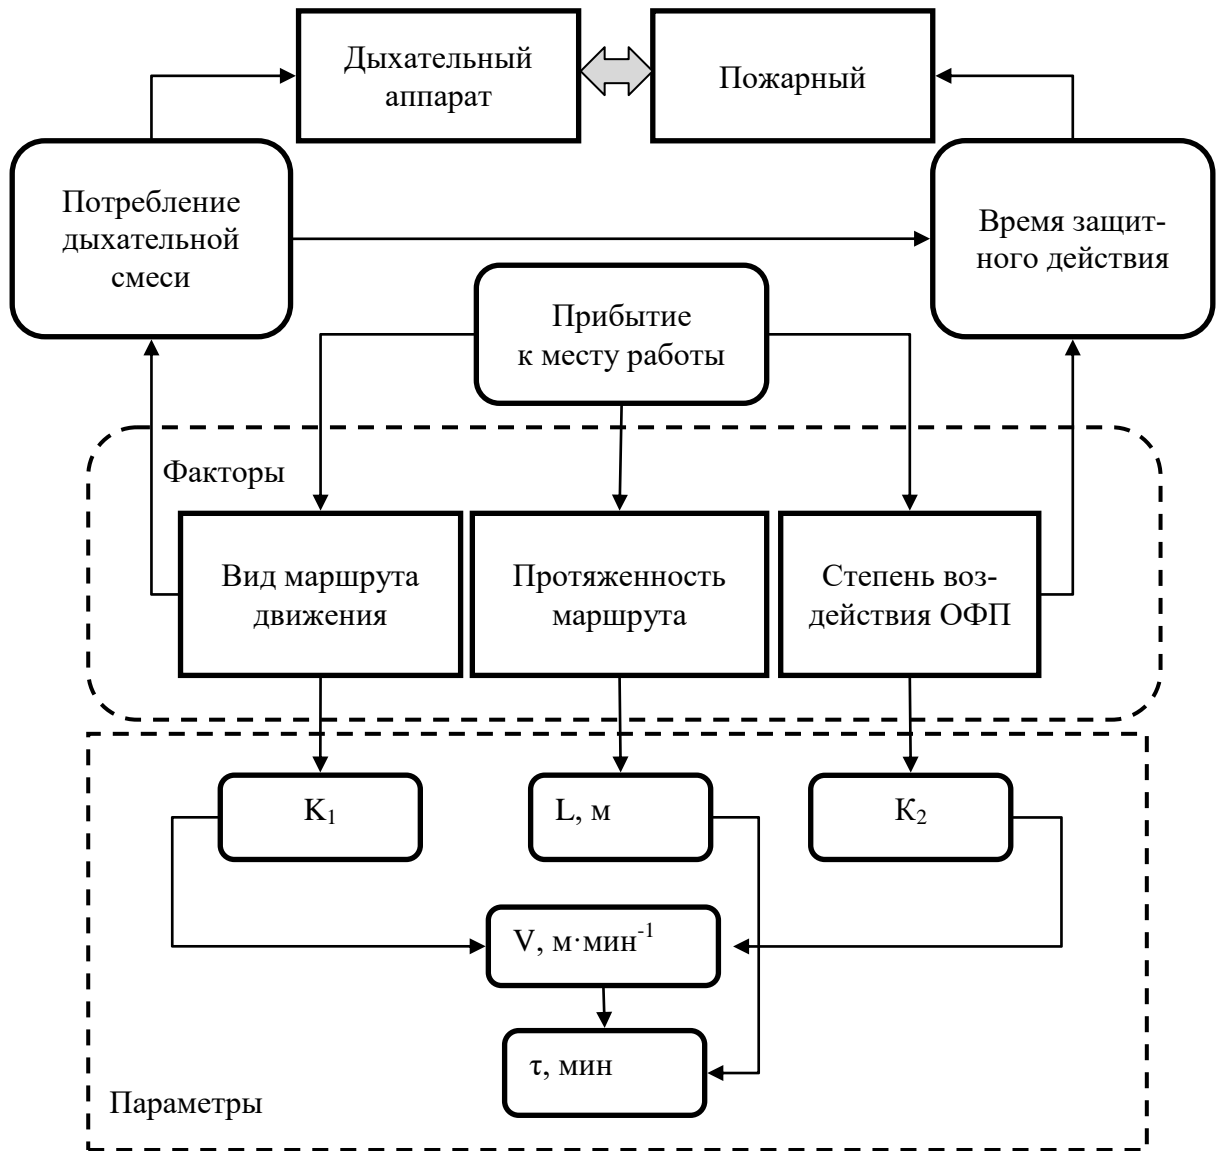 Дыхательный
аппарат
Пожарный
Потребление
дыхательной
смеси
Время защит-
ного действия
Прибытие
к месту работы
Факторы
Вид маршрута
движения
Протяженность
маршрута
Степень воз-
действия ОФП
K₁
L, м
К₂
V, м·мин⁻¹
τ, мин
Параметры